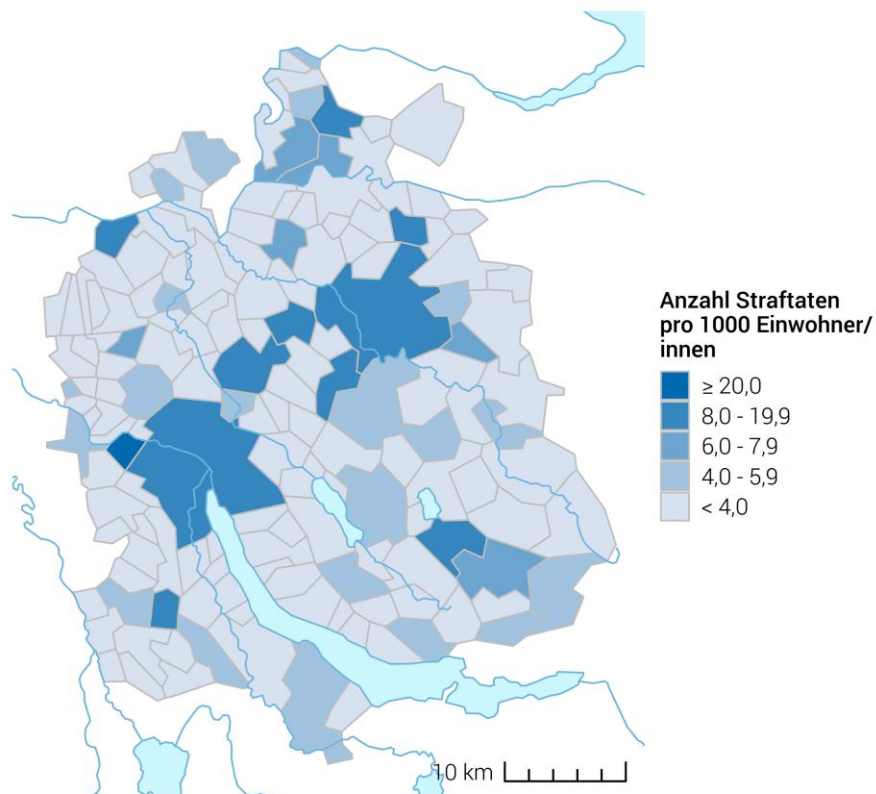 Anzahl Straftaten
pro 1000 Einwohner/
innen
≥ 20,0
8,0 - 19,9
6,0 - 7,9
4,0 - 5,9
< 4,0
10 km